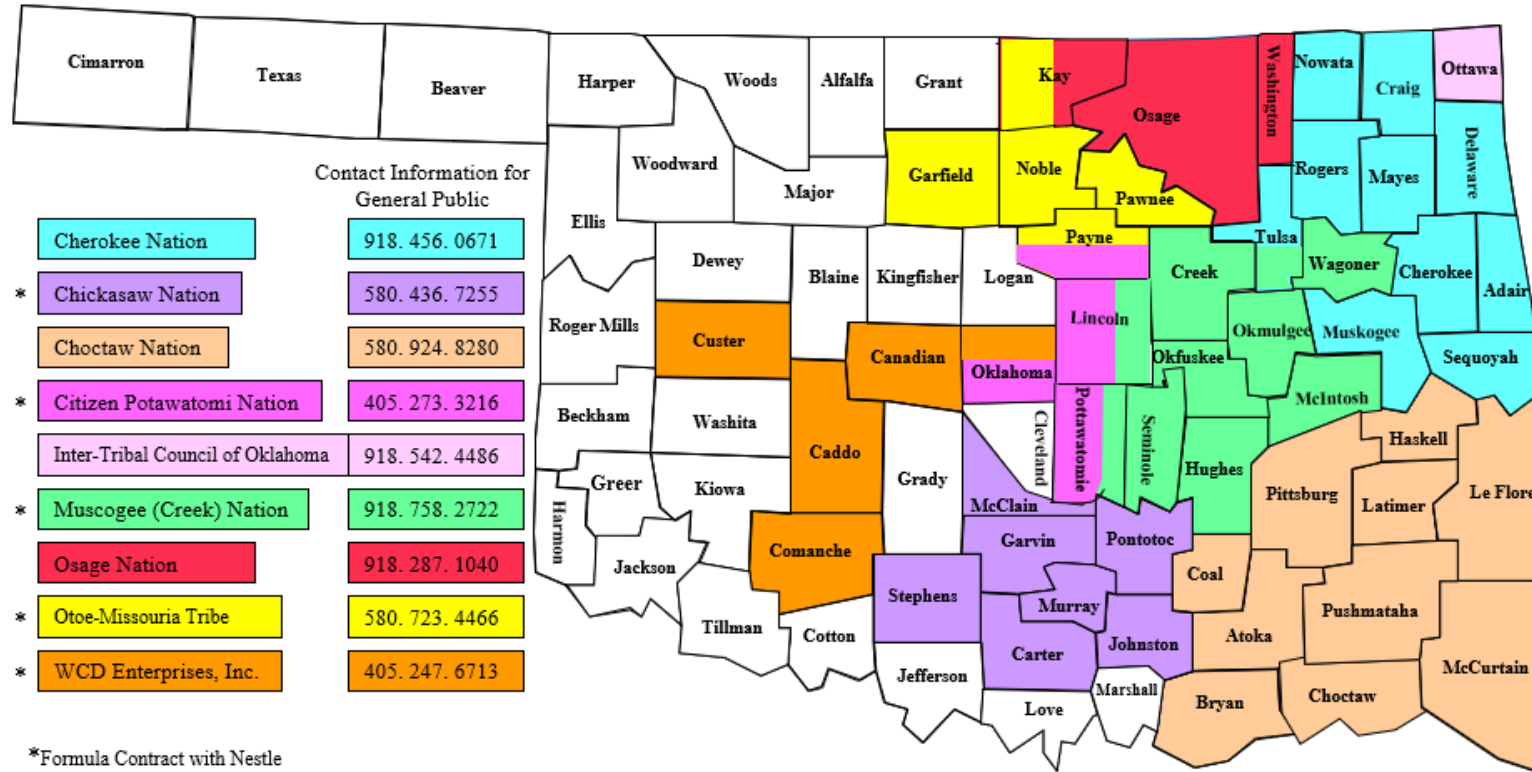 Cimarron
Texas
Beaver
Harper
Woods
Alfalfa
Grant
Kay
Osage
Washington
Nowata
Craig
Ottawa
Woodward
Major
Garfield
Noble
Pawnee
Rogers
Mayes
Delaware
Ellis
Dewey
Blaine
Kingfisher
Logan
Payne
Creek
Tulsa
Wagoner
Cherokee
Adair
Roger Mills
Custer
Canadian
Oklahoma
Lincoln
Okfuskee
Okmulgee
Muskogee
Sequoyah
Beckham
Washita
Caddo
Grady
Cleveland
Pottawatomie
Seminole
Hughes
McIntosh
Haskell
Harmon
Greer
Kiowa
Comanche
McClain
Garvin
Pontotoc
Pittsburg
Latimer
Le Flore
Jackson
Tillman
Cotton
Stephens
Murray
Carter
Johnston
Coal
Atoka
Pushmataha
Jefferson
Love
Marshall
Bryan
Choctaw
McCurtain
Contact Information for
General Public
Cherokee Nation 918. 456. 0671
* Chickasaw Nation 580. 436. 7255
Choctaw Nation 580. 924. 8280
* Citizen Potawatomi Nation 405. 273. 3216
Inter-Tribal Council of Oklahoma 918. 542. 4486
* Muscogee (Creek) Nation 918. 758. 2722
Osage Nation 918. 287. 1040
* Otoe-Missouria Tribe 580. 723. 4466
* WCD Enterprises, Inc. 405. 247. 6713
*Formula Contract with Nestle